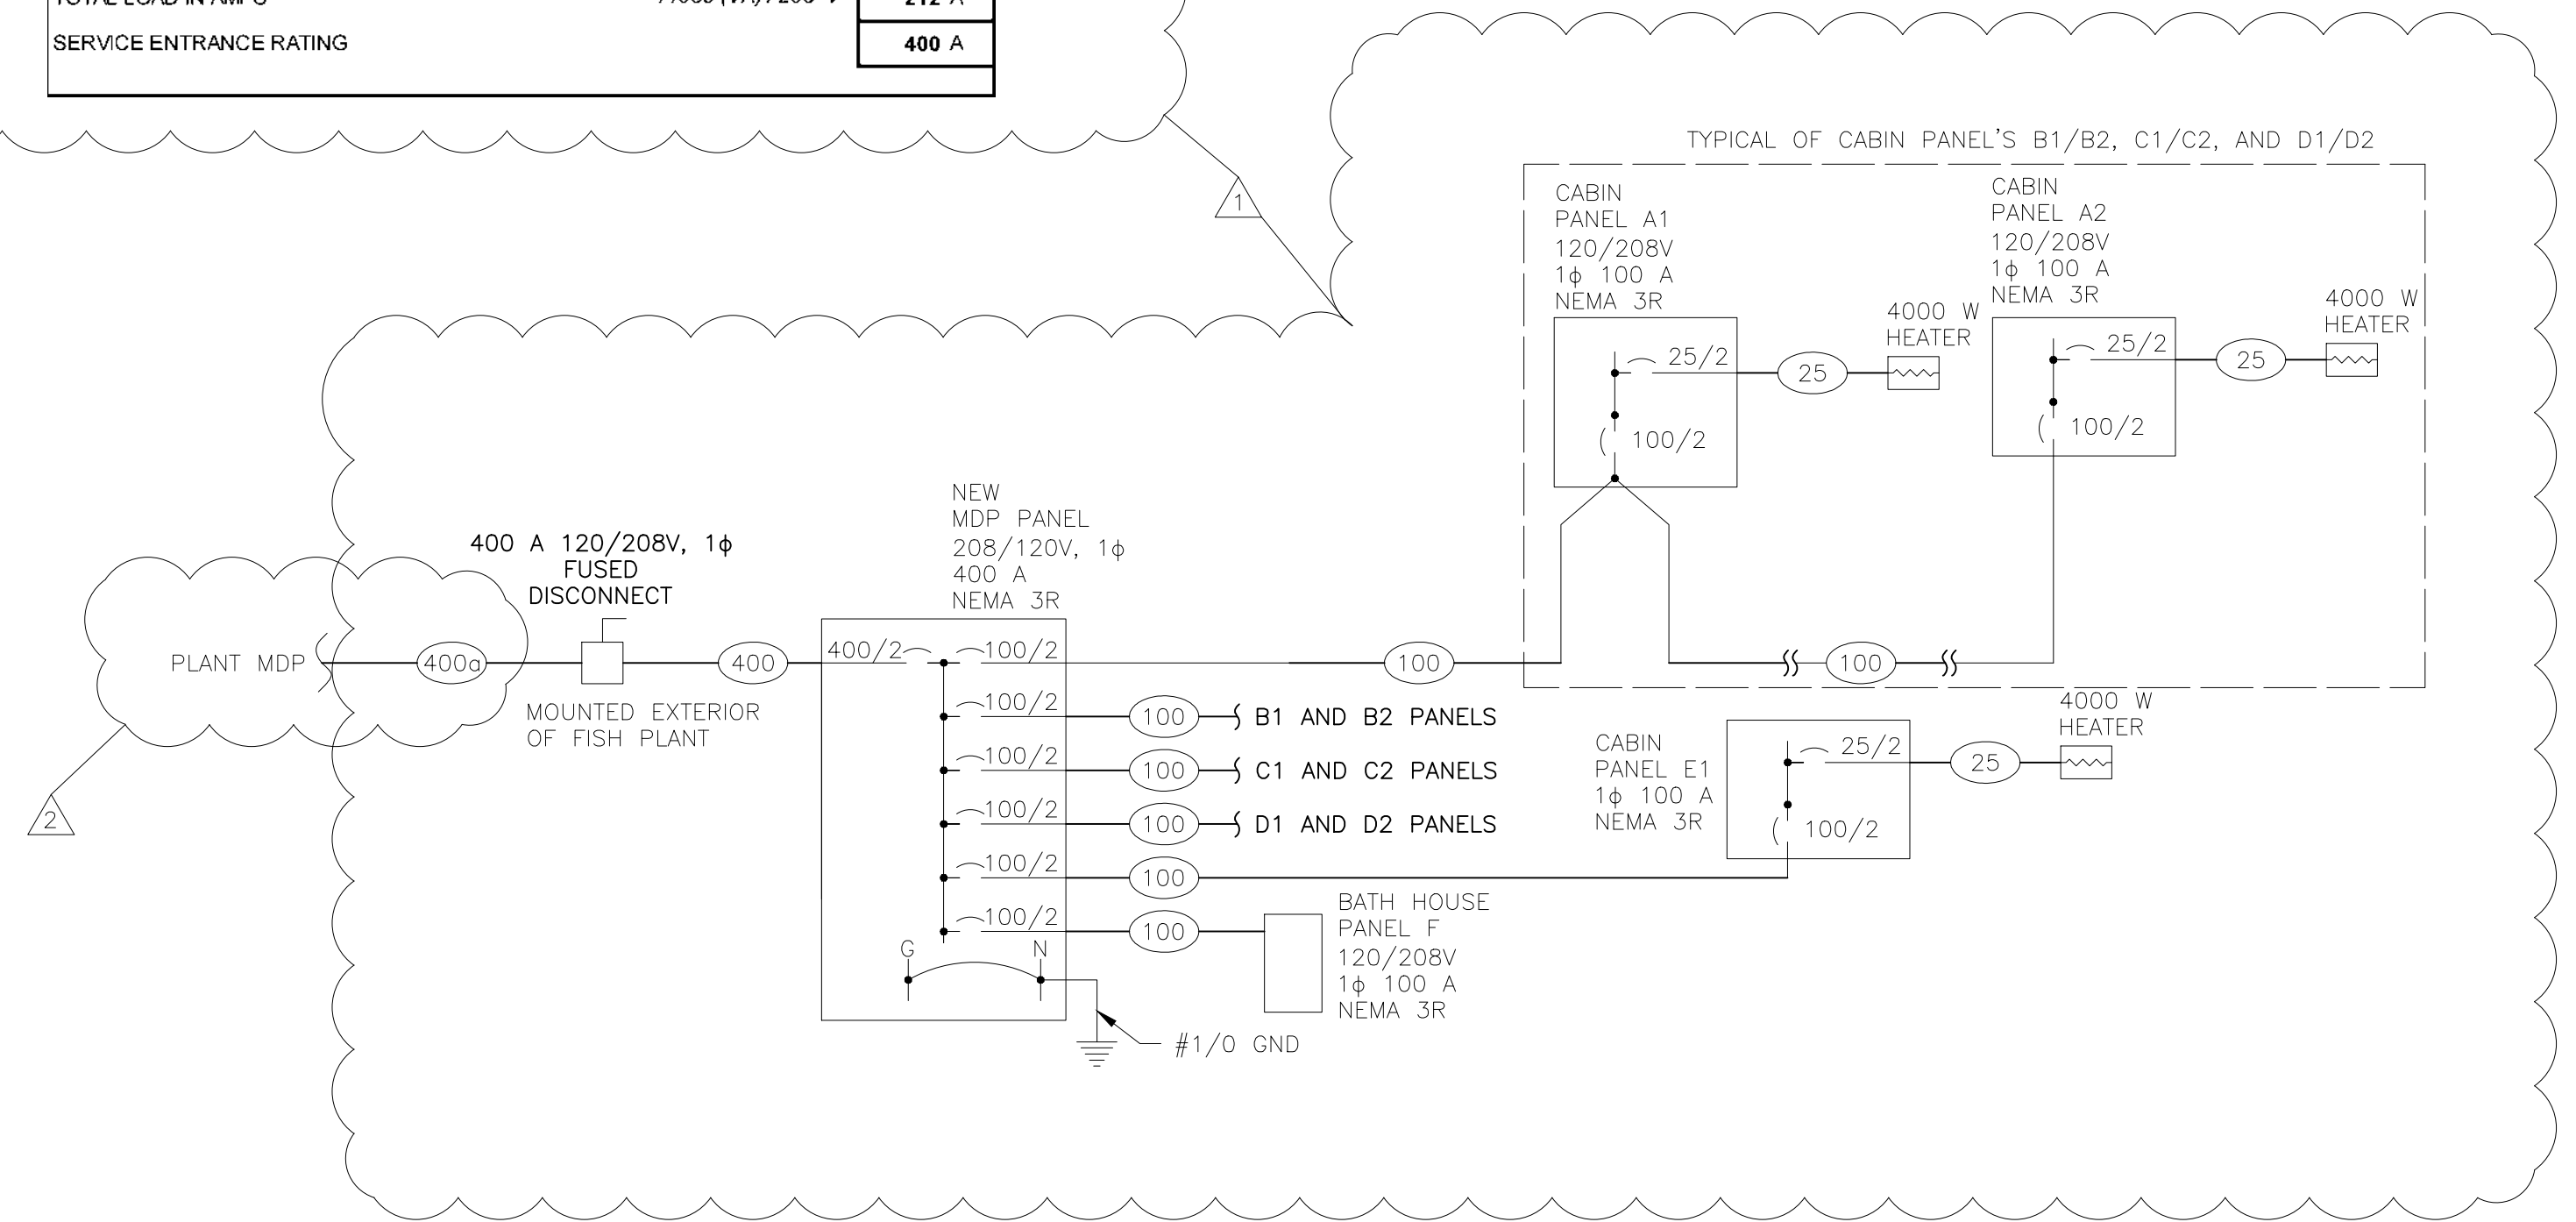 TOTAL LOAD IN AMPS 212 A
SERVICE ENTRANCE RATING 400 A
1
TYPICAL OF CABIN PANEL'S B1/B2, C1/C2, AND D1/D2
CABIN
PANEL A1
120/208V
1ϕ 100 A
NEMA 3R
25/2
100/2
25
4000 W
HEATER
CABIN
PANEL A2
120/208V
1ϕ 100 A
NEMA 3R
25/2
100/2
25
4000 W
HEATER
PLANT MDP
400a
2
400 A 120/208V, 1ϕ
FUSED
DISCONNECT
MOUNTED EXTERIOR
OF FISH PLANT
400
NEW
MDP PANEL
208/120V, 1ϕ
400 A
NEMA 3R
400/2
100/2
100
100
100/2
100
B1 AND B2 PANELS
100/2
100
C1 AND C2 PANELS
100/2
100
D1 AND D2 PANELS
100/2
100
CABIN
PANEL E1
1ϕ 100 A
NEMA 3R
25/2
100/2
25
4000 W
HEATER
100/2
100
BATH HOUSE
PANEL F
120/208V
1ϕ 100 A
NEMA 3R
G
N
#1/0 GND